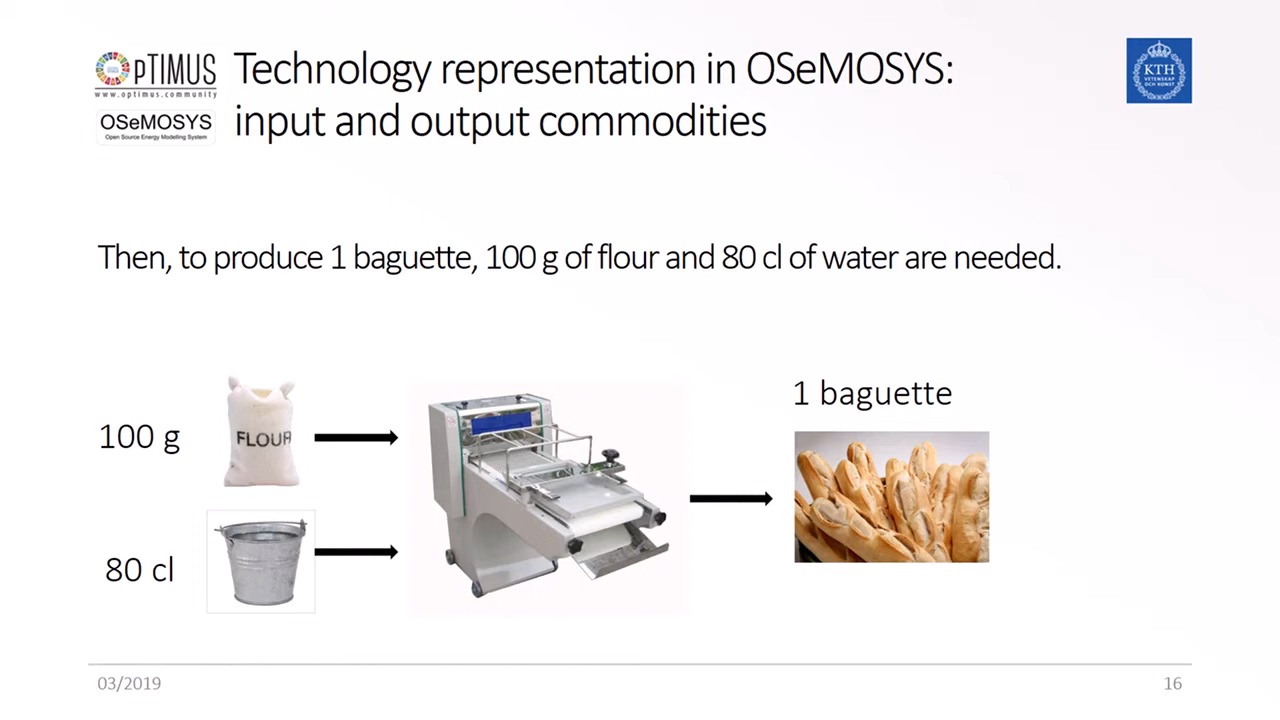 OpTIMUS
www.optimus.community
OSeMOSYS
Open Source Energy Modelling System
Technology representation in OSeMOSYS:
input and output commodities
KTH
VETENSKAP
OCH KONST
Then, to produce 1 baguette, 100 g of flour and 80 cl of water are needed.
100 g
FLOUR
80 cl
1 baguette
03/2019
16